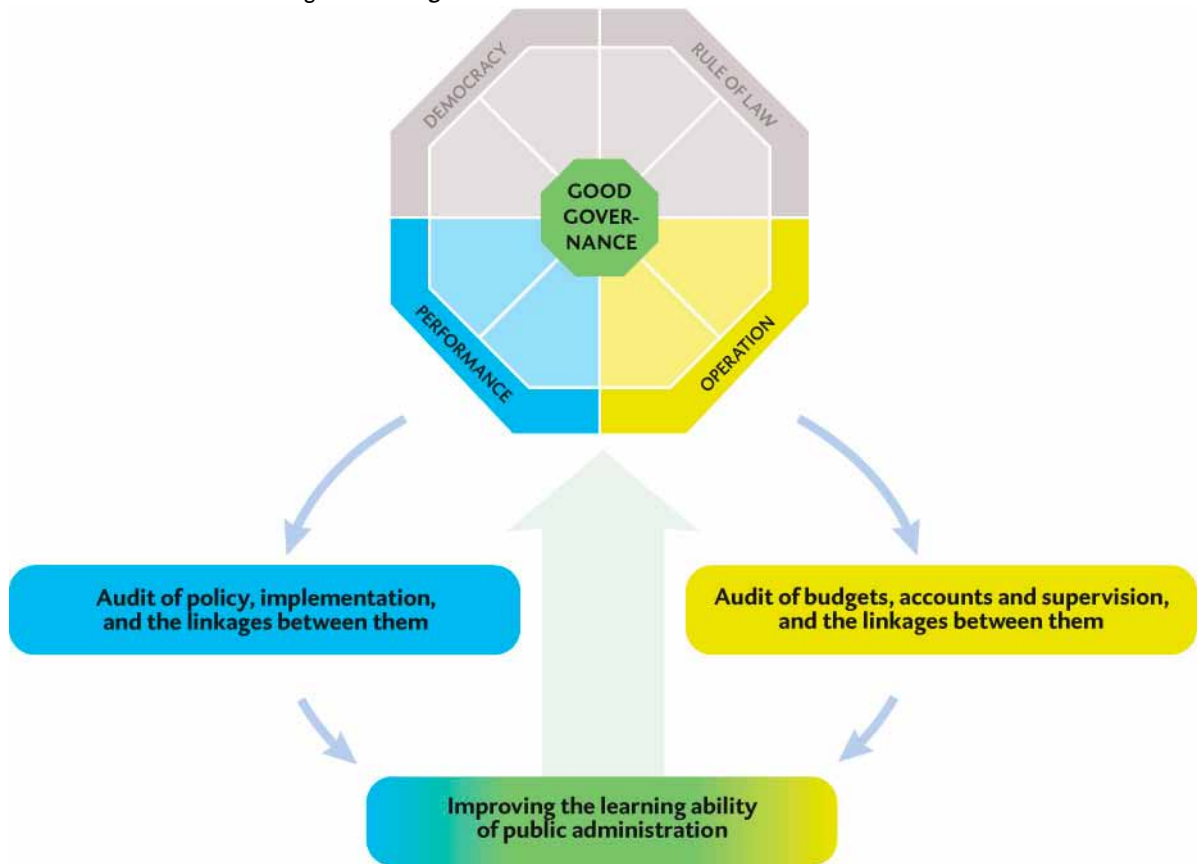 DEMOCRACY
RULE OF LAW
GOOD
GOVER-
NANCE
PERFORMANCE
OPERATION
Audit of policy, implementation,
and the linkages between them
Audit of budgets, accounts and supervision,
and the linkages between them
Improving the learning ability
of public administration